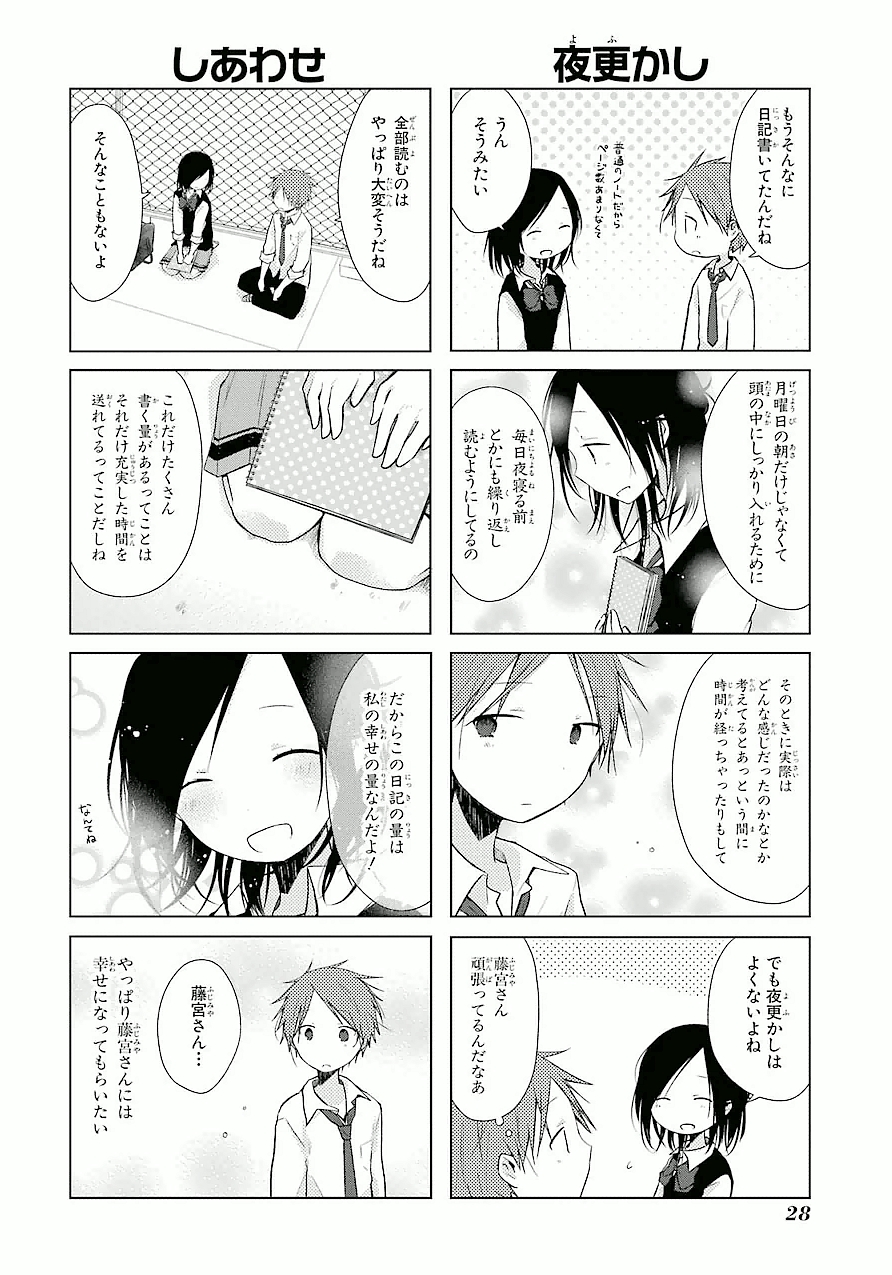 夜更かし
もうそんなに
日記書いてたんだね
うん
そうみたい
普通のノートだから
ページ数あまりなくて
月曜日の朝だけじゃなくて
頭の中にしっかり入れるために
毎日夜寝る前
とかにも繰り返し
読むようにしてるの
そのときに実際は
どんな感じだったのかなとか
考えてるとあっという間に
時間が経っちゃったりもして
でも夜更かしは
よくないよね
藤宮さん
頑張ってるんだなあ
しあわせ
全部読むのは
やっぱり大変そうだね
そんなこともないよ
これだけたくさん
書く量があるってことは
それだけ充実した時間を
送れてるってことだしね
だからこの日記の量は
私の幸せの量なんだよ!
なんてね
藤宮さん…
やっぱり藤宮さんには
幸せになってもらいたい
28